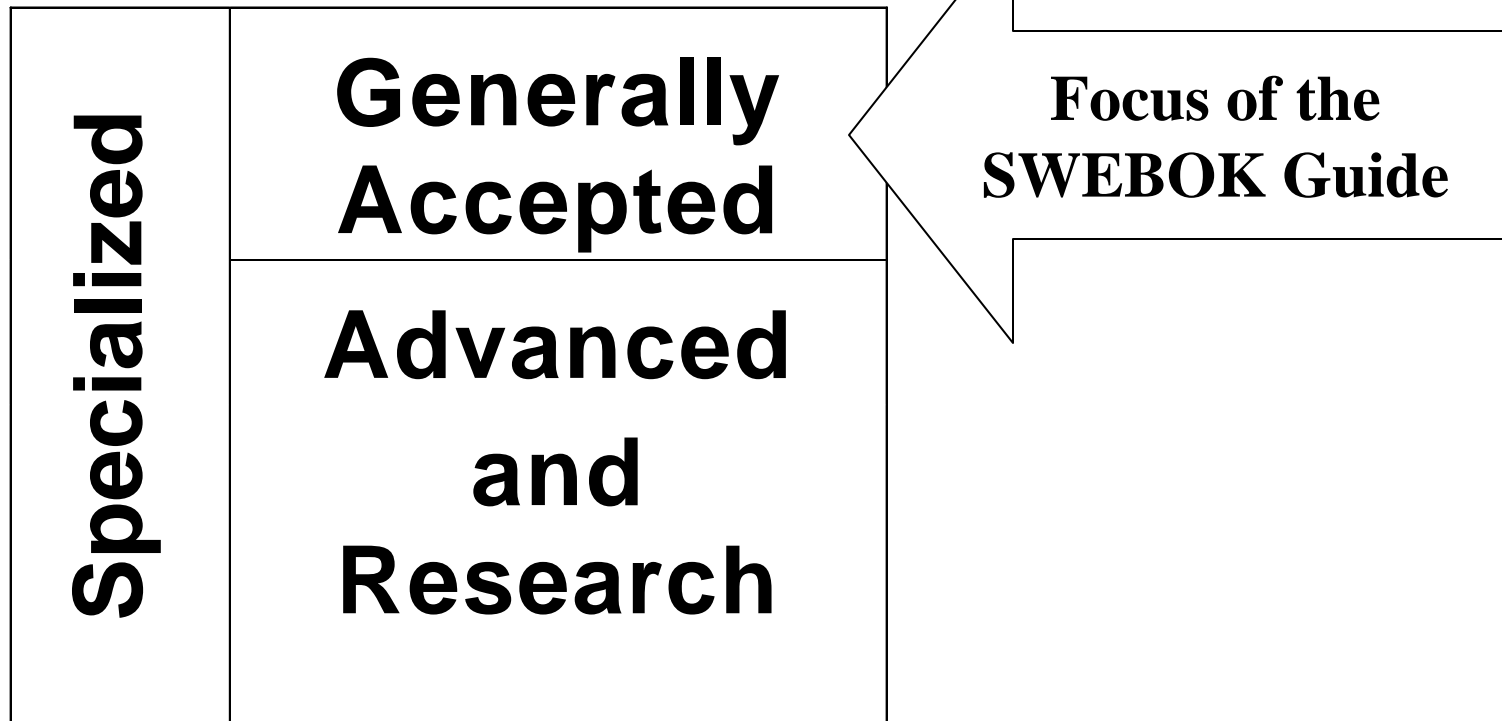 Specialized
Generally
Accepted
Advanced
and
Research
Focus of the
SWEBOK Guide